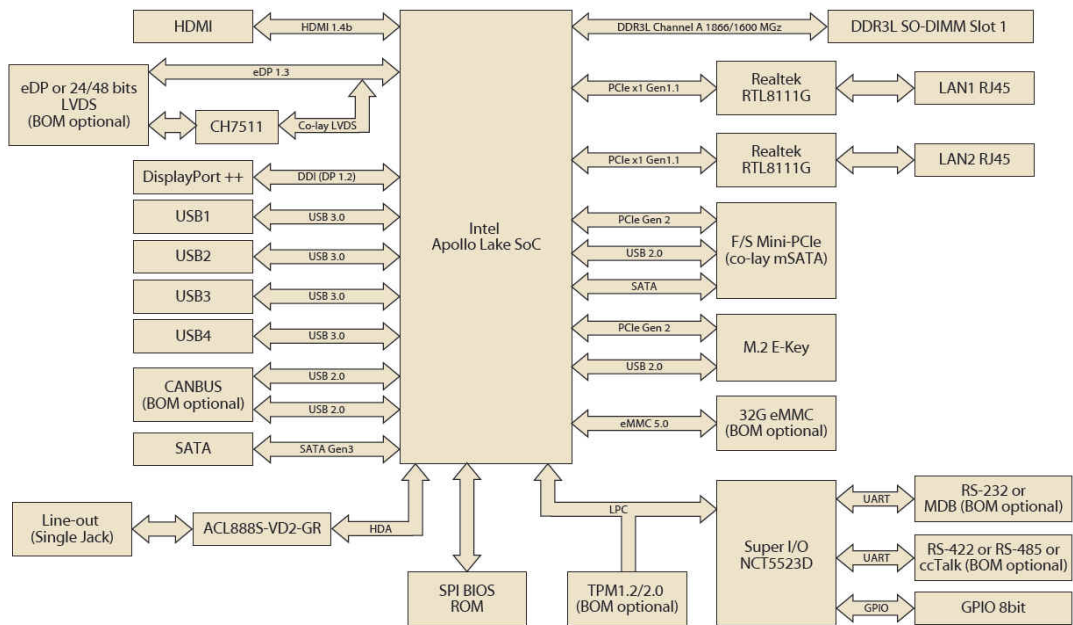 HDMI
HDMI 1.4b
DDR3L Channel A 1866/1600 MGz
DDR3L SO-DIMM Slot 1
eDP 1.3
eDP or 24/48 bits
LVDS
(BOM optional)
CH7511
Co-lay LVDS
PCIe x1 Gen1.1
Realtek
RTL8111G
LAN1 RJ45
PCIe x1 Gen1.1
Realtek
RTL8111G
LAN2 RJ45
DisplayPort ++
DDI (DP 1.2)
USB1
USB 3.0
USB2
USB 3.0
USB3
USB 3.0
USB4
USB 3.0
CANBUS
(BOM optional)
USB 2.0
USB 2.0
SATA
SATA Gen3
Intel
Apollo Lake SoC
PCIe Gen 2
USB 2.0
SATA
F/S Mini-PCIe
(co-lay mSATA)
PCIe Gen 2
USB 2.0
M.2 E-Key
eMMC 5.0
32G eMMC
(BOM optional)
Line-out
(Single Jack)
ACL888S-VD2-GR
HDA
SPI BIOS
ROM
LPC
TPM1.2/2.0
(BOM optional)
Super I/O
NCT5523D
UART
RS-232 or
MDB (BOM optional)
UART
RS-422 or RS-485 or
ccTalk (BOM optional)
GPIO
GPIO 8bit